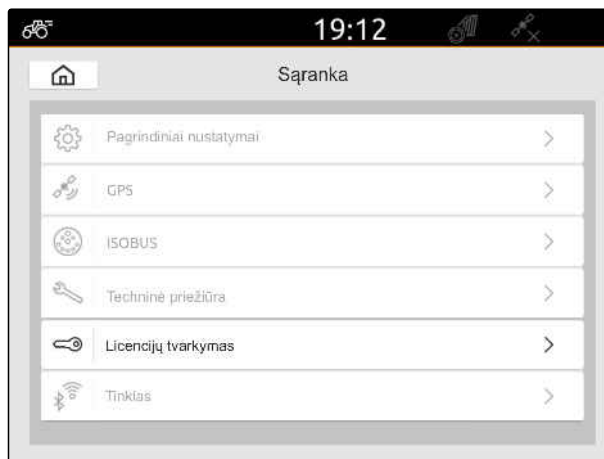 19:12
Sąranka
Pagrindiniai nustatymai
GPS
ISOBUS
Techninė priežiūra
Licencijų tvarkymas
Tinklas